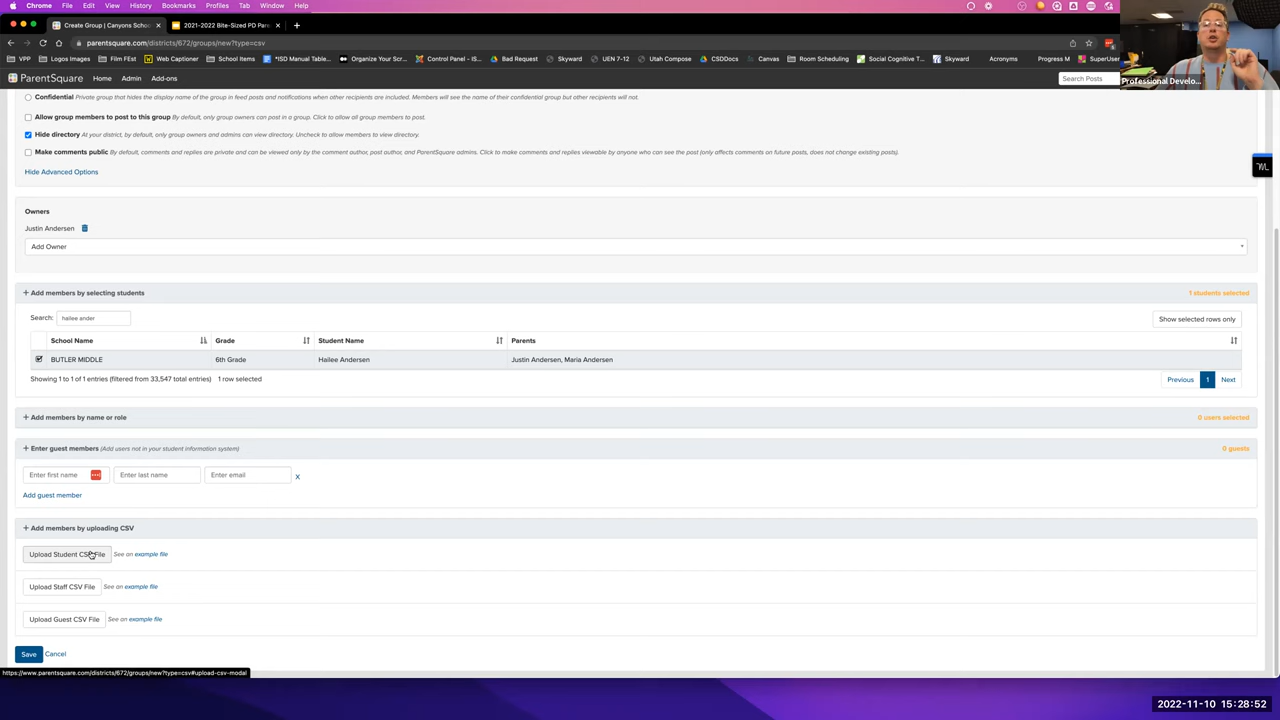 Chrome File Edit View History Bookmarks Profiles Tab Window Help
Create Group | Canyons Schoo
2021-2022 Bite-Sized PD Pare
parentsquare.com/districts/672/groups/new?type=csv
VPP Logos Images Film FEst Web Captioner School Items *ISD Manual Table... Organize Your Scr... Control Panel - IS... Bad Request Skyward UEN 7-12 Utah Compose CSDDocs Canvas Room Scheduling Social Cognitive T... Skyward Acronyms Progress M SuperUser
ParentSquare Home Admin Add-ons Search Posts
Professional Develo...
Confidential Private group that hides the display name of the group in feed posts and notifications when other recipients are included. Members will see the name of their confidential group but other recipients will not.
Allow group members to post to this group By default, only group owners can post in a group. Click to allow all group members to post.
Hide directory At your district, by default, only group owners and admins can view directory. Uncheck to allow members to view directory.
Make comments public By default, comments and replies are private and can be viewed only by the comment author, post author, and ParentSquare admins. Click to make comments and replies viewable by anyone who can see the post (only affects comments on future posts, does not change existing posts).
Hide Advanced Options
Owners
Justin Andersen
Add Owner
+ Add members by selecting students 1 students selected
Search: hailee ander Show selected rows only
School Name Grade Student Name Parents
BUTLER MIDDLE 6th Grade Hailee Andersen Justin Andersen, Maria Andersen
Showing 1 to 1 of 1 entries (filtered from 33,547 total entries) 1 row selected Previous 1 Next
+ Add members by name or role 0 users selected
+ Enter guest members (Add users not in your student information system) 0 guests
Enter first name Enter last name Enter email x
Add guest member
+ Add members by uploading CSV
Upload Student CSV File See an example file
Upload Staff CSV File See an example file
Upload Guest CSV File See an example file
Save Cancel
https://www.parentsquare.com/districts/672/groups/new?type=csv#upload-csv-modal
2022-11-10 15:28:52